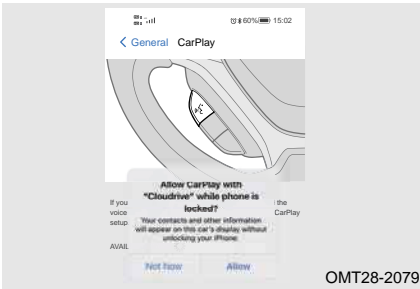 60% 15:02
General CarPlay
Allow CarPlay with
"Cloudrive" while phone is
locked?
If you the
voice CarPlay
setup
Your contacts and other information
will appear on this car's display without
unlocking your iPhone.
AVAIL
Not Now Allow
OMT28-2079